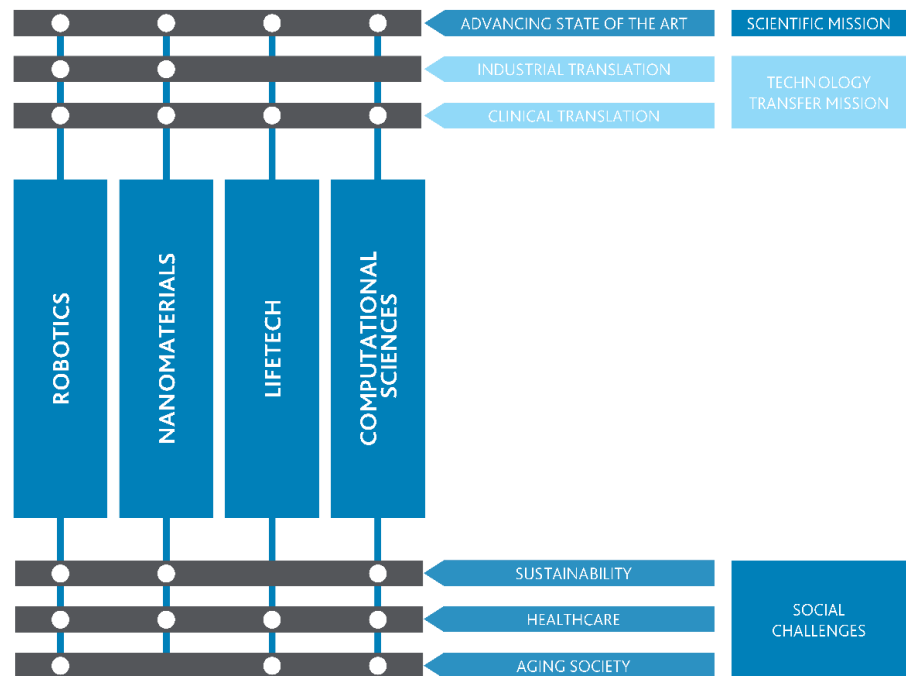 ADVANCING STATE OF THE ART
SCIENTIFIC MISSION
INDUSTRIAL TRANSLATION
TECHNOLOGY
TRANSFER MISSION
CLINICAL TRANSLATION
ROBOTICS
NANOMATERIALS
LIFETECH
COMPUTATIONAL
SCIENCES
SUSTAINABILITY
HEALTHCARE
SOCIAL
CHALLENGES
AGING SOCIETY